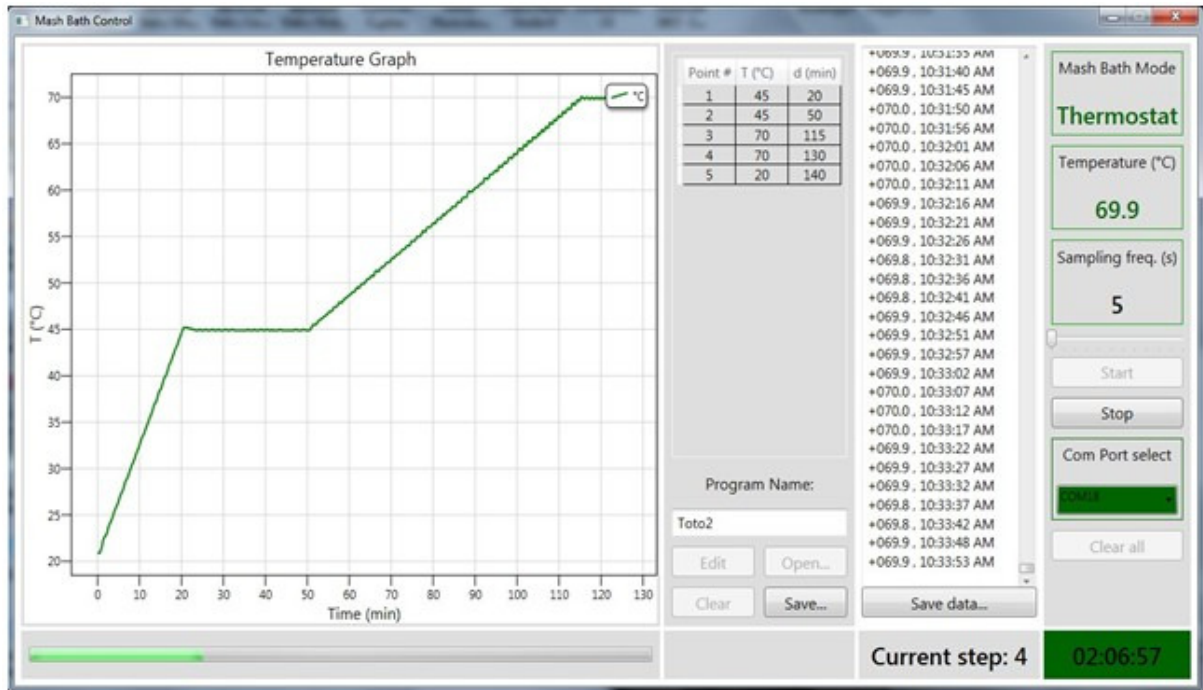 Mash Bath Control
Temperature Graph
°C
70
65
60
55
50
45
40
35
30
25
20
T (°C)
0 10 20 30 40 50 60 70 80 90 100 110 120 130
Time (min)
Point # T (°C) d (min)
1 45 20
2 45 50
3 70 115
4 70 130
5 20 140
Program Name:
Toto2
Edit Open...
Clear Save...
+069.9 , 10:31:35 AM
+069.9 , 10:31:40 AM
+069.9 , 10:31:45 AM
+070.0 , 10:31:50 AM
+070.0 , 10:31:56 AM
+070.0 , 10:32:01 AM
+070.0 , 10:32:06 AM
+070.0 , 10:32:11 AM
+069.9 , 10:32:16 AM
+069.9 , 10:32:21 AM
+069.9 , 10:32:26 AM
+069.8 , 10:32:31 AM
+069.8 , 10:32:36 AM
+069.8 , 10:32:41 AM
+069.9 , 10:32:46 AM
+069.9 , 10:32:51 AM
+069.9 , 10:32:57 AM
+069.9 , 10:33:02 AM
+070.0 , 10:33:07 AM
+070.0 , 10:33:12 AM
+070.0 , 10:33:17 AM
+069.9 , 10:33:22 AM
+069.9 , 10:33:27 AM
+069.9 , 10:33:32 AM
+069.8 , 10:33:37 AM
+069.8 , 10:33:42 AM
+069.9 , 10:33:48 AM
+069.9 , 10:33:53 AM
Save data...
Mash Bath Mode
Thermostat
Temperature (°C)
69.9
Sampling freq. (s)
5
Start
Stop
Com Port select
COM18
Clear all
Current step: 4
02:06:57